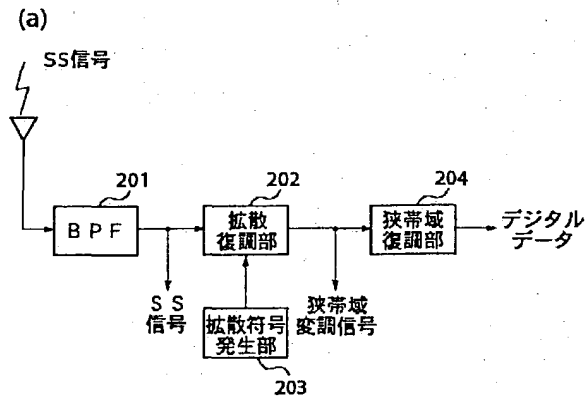 (a)
SS信号
201
202
204
BPF
拡散
復調部
狭帯域
復調部
デジタル
データ
SS
信号
拡散符号
発生部
狭帯域
変調信号
203